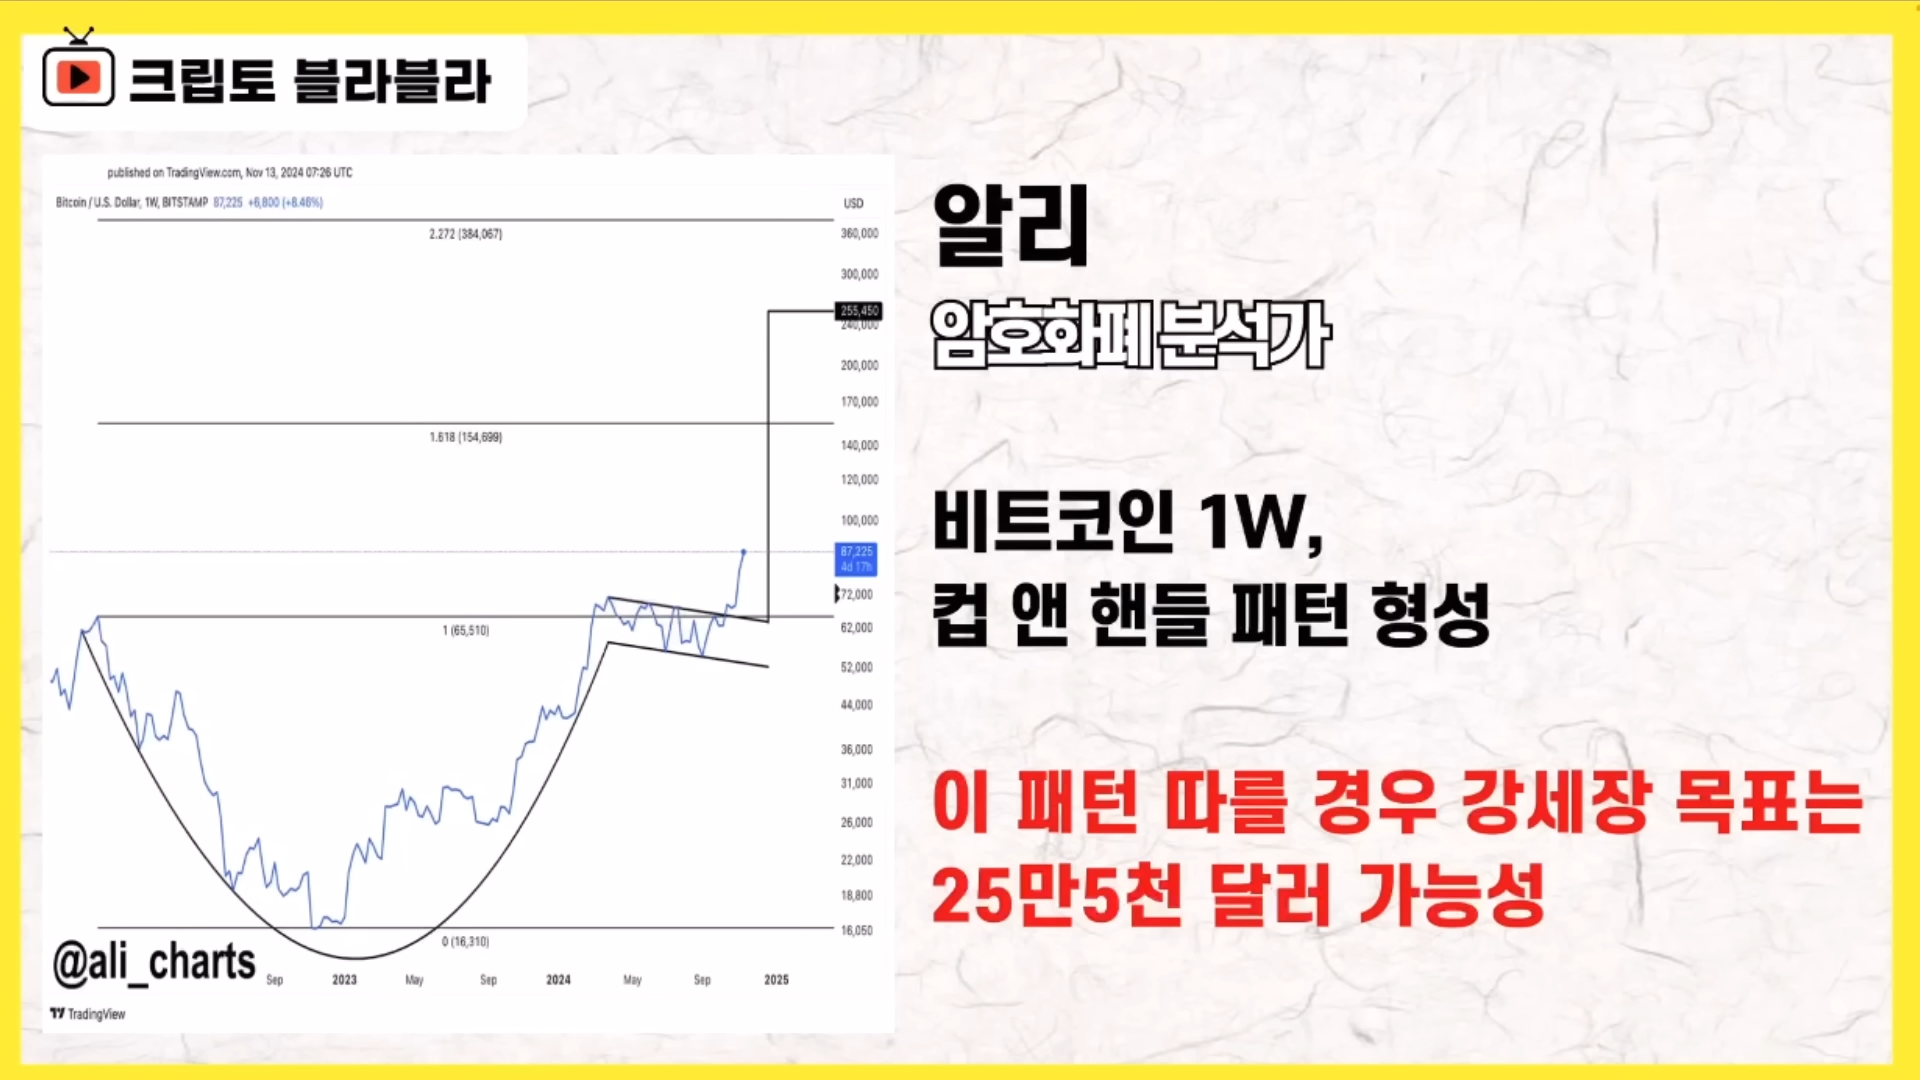 크립토 블라블라
published on TradingView.com, Nov 13, 2024 07:26 UTC
Bitcoin / U.S. Dollar, 1W, BITSTAMP 87,225 +6,800 (+8.46%)
USD
2.272 (384,067)
360,000
300,000
255,450
240,000
200,000
170,000
1.618 (154,699)
140,000
120,000
100,000
87,225
4d 17h
72,000
1 (65,510)
62,000
52,000
44,000
36,000
31,000
26,000
22,000
18,800
16,050
0 (16,310)
@ali_charts
Sep 2023 May Sep 2024 May Sep 2025
TradingView
알리
암호화폐 분석가
비트코인 1W,
컵 앤 핸들 패턴 형성
이 패턴 따를 경우 강세장 목표는
25만5천 달러 가능성